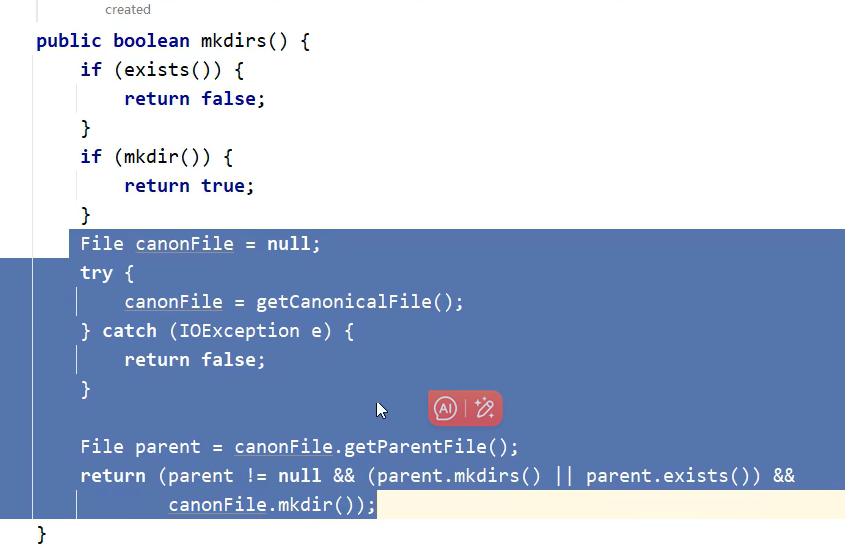 created
public boolean mkdirs() {
    if (exists()) {
        return false;
    }
    if (mkdir()) {
        return true;
    }
    File canonFile = null;
    try {
        canonFile = getCanonicalFile();
    } catch (IOException e) {
        return false;
    }
AI
    File parent = canonFile.getParentFile();
    return (parent != null && (parent.mkdirs() || parent.exists()) &&
            canonFile.mkdir());
}